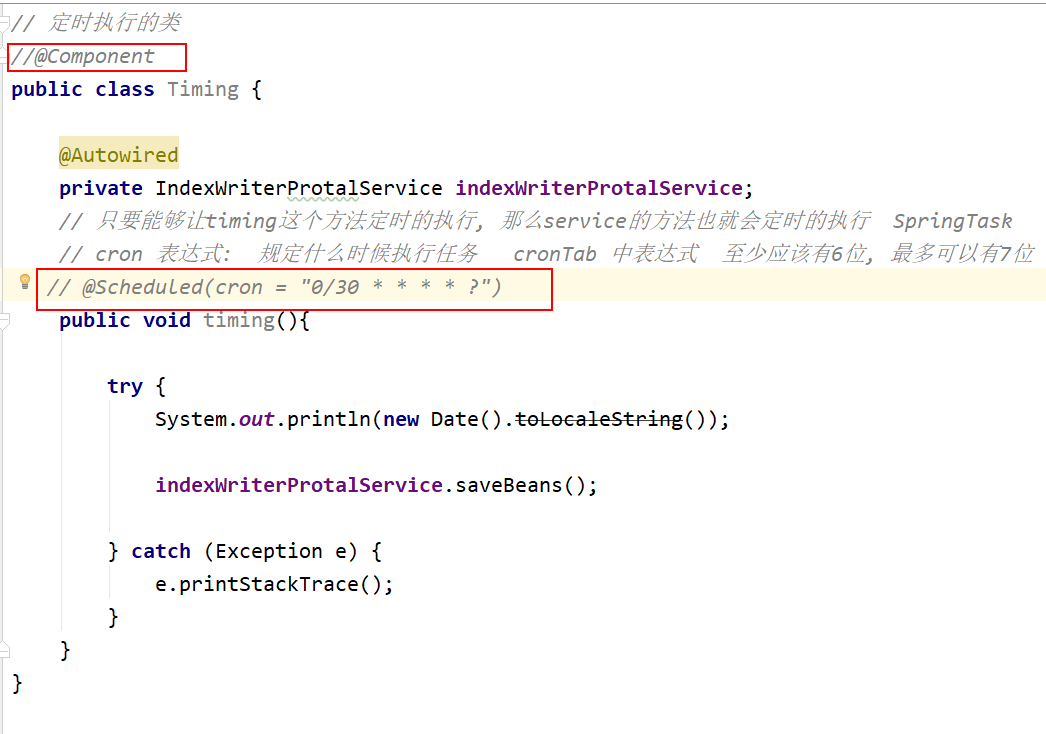 // 定时执行的类
//@Component
public class Timing {
@Autowired
private IndexWriterProtalService indexWriterProtalService;
// 只要能够让timing这个方法定时的执行, 那么service的方法也就会定时的执行  SpringTask
// cron 表达式:  规定什么时候执行任务   cronTab 中表达式  至少应该有6位, 最多可以有7位
// @Scheduled(cron = "0/30 * * * * ?")
public void timing(){
try {
System.out.println(new Date().toLocaleString());
indexWriterProtalService.saveBeans();
} catch (Exception e) {
e.printStackTrace();
}
}
}